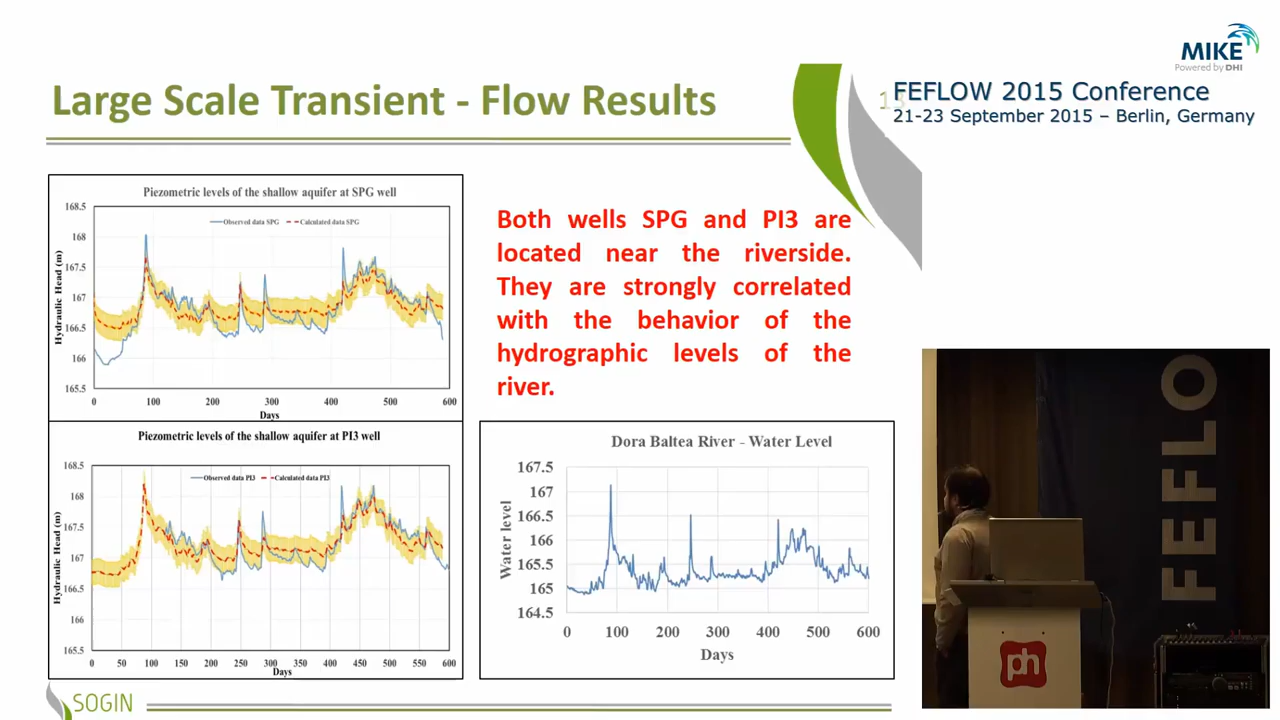 MIKE
Powered by DHI
Large Scale Transient - Flow Results
FEFLOW 2015 Conference
21-23 September 2015 – Berlin, Germany
Piezometric levels of the shallow aquifer at SPG well
168.5
Observed data SPG
Calculated data SPG
168
167.5
167
166.5
166
165.5
Hydraulic Head (m)
0 100 200 300 400 500 600
Days
Both wells SPG and PI3 are
located near the riverside.
They are strongly correlated
with the behavior of the
hydrographic levels of the
river.
Piezometric levels of the shallow aquifer at PI3 well
168.5
Observed data PI3
Calculated data PI3
168
167.5
167
166.5
166
165.5
Hydraulic Head (m)
0 50 100 150 200 250 300 350 400 450 500 550 600
Days
Dora Baltea River - Water Level
167.5
167
166.5
166
165.5
165
164.5
Water level
0 100 200 300 400 500 600
Days
FEFLO
ph
SOGIN